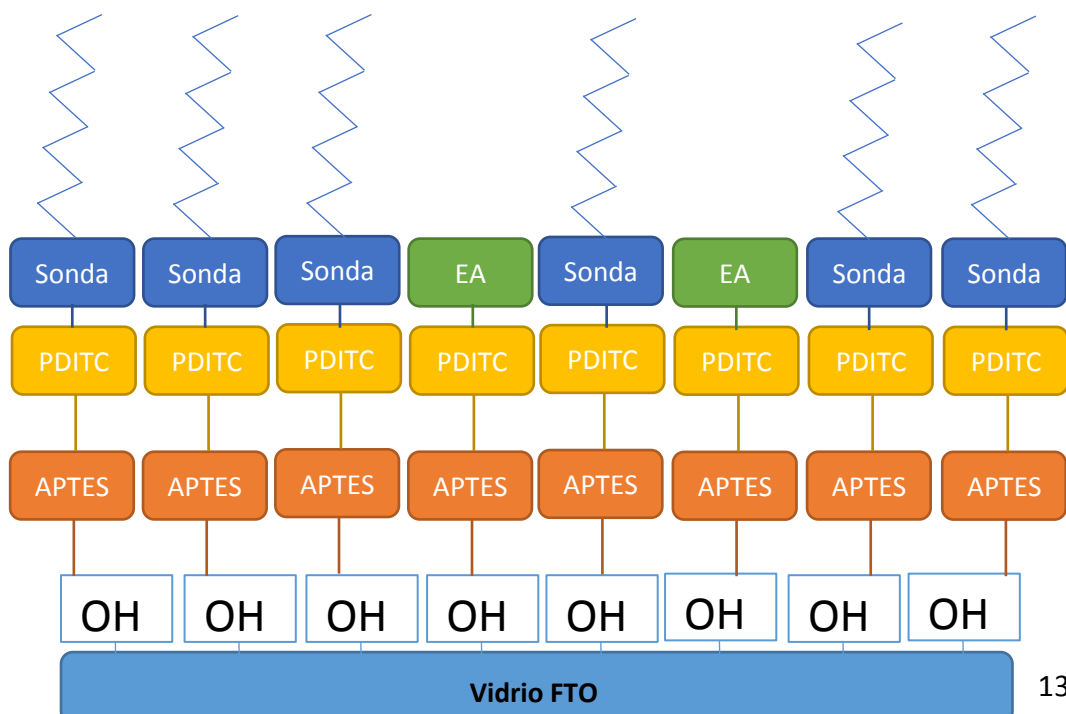 Sonda Sonda Sonda EA Sonda EA Sonda Sonda
PDITC PDITC PDITC PDITC PDITC PDITC PDITC PDITC
APTES APTES APTES APTES APTES APTES APTES APTES
OH OH OH OH OH OH OH OH
Vidrio FTO
13